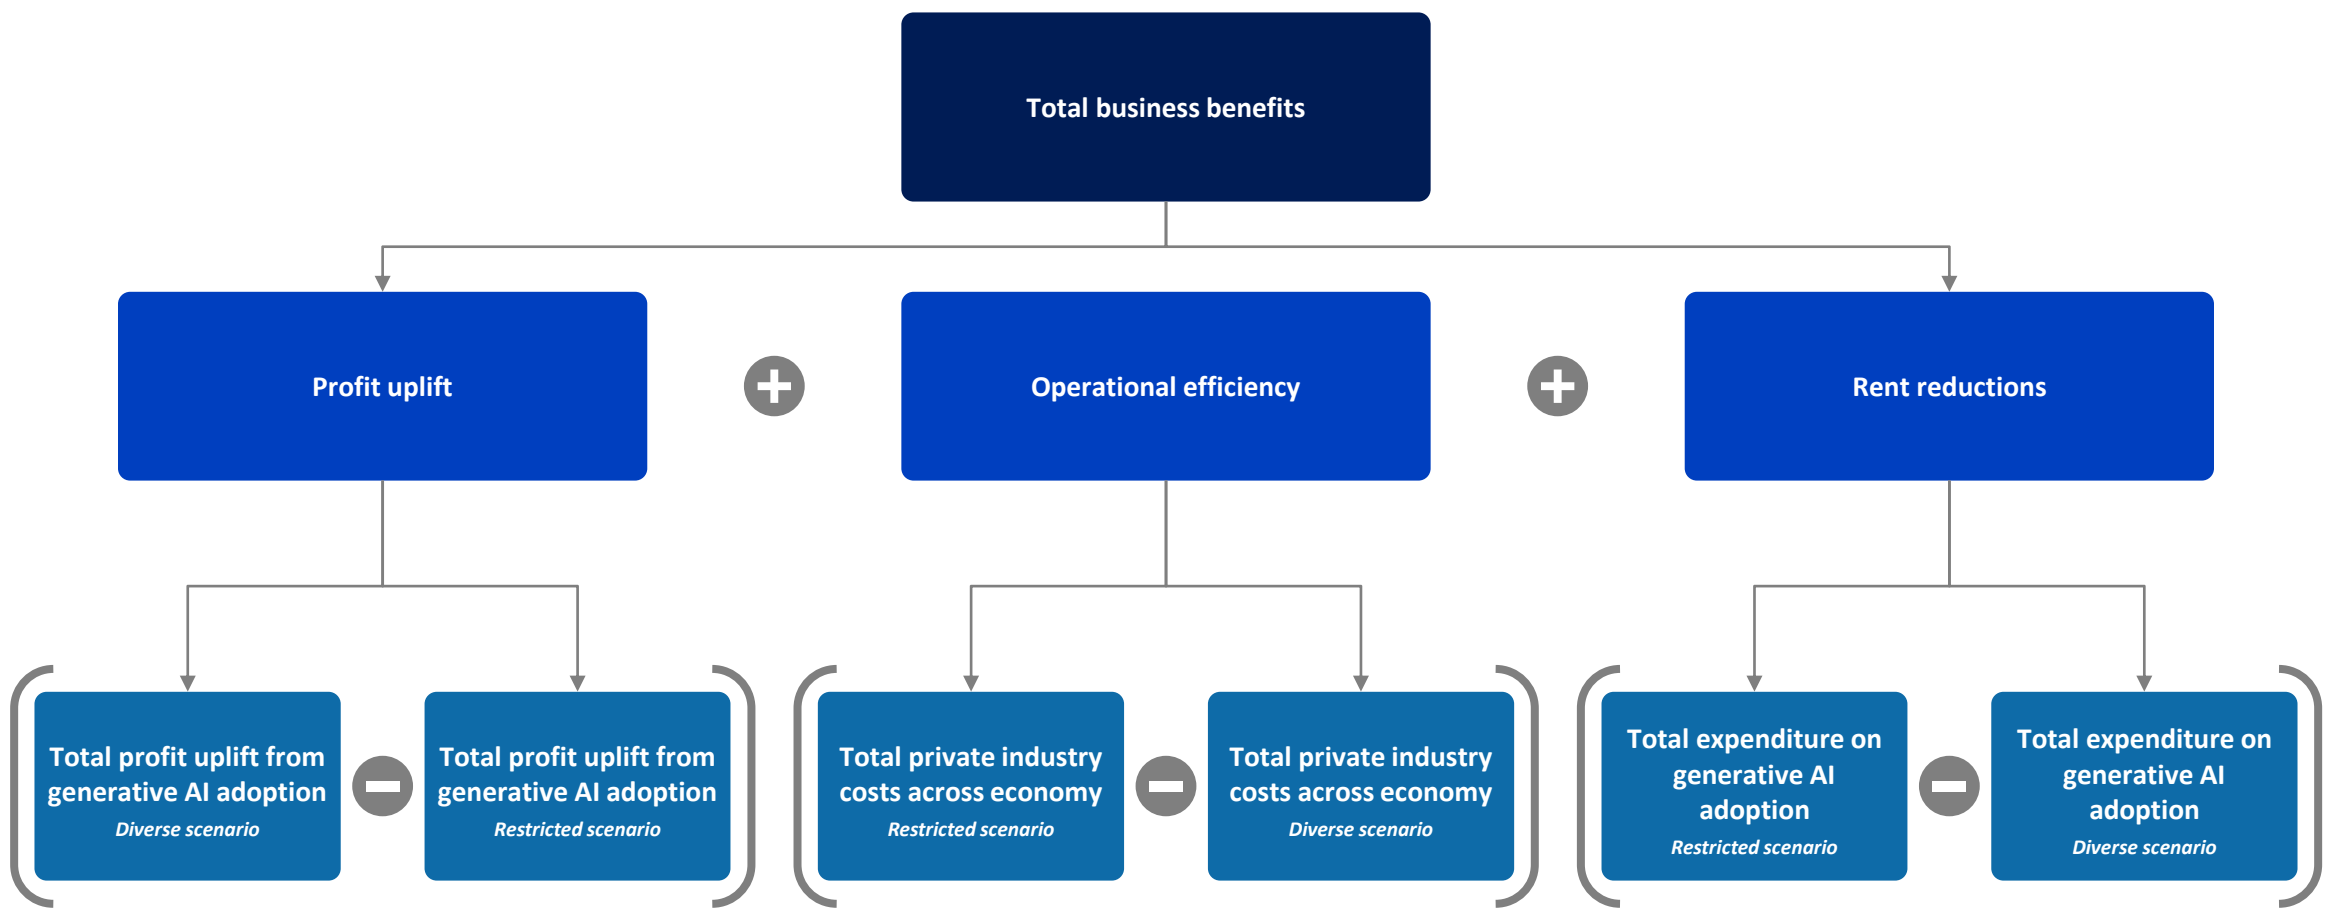 Total business benefits
Profit uplift
Operational efficiency
Rent reductions
Total profit uplift from
generative AI adoption
Diverse scenario
Total profit uplift from
generative AI adoption
Restricted scenario
Total private industry
costs across economy
Restricted scenario
Total private industry
costs across economy
Diverse scenario
Total expenditure on
generative AI
adoption
Restricted scenario
Total expenditure on
generative AI
adoption
Diverse scenario